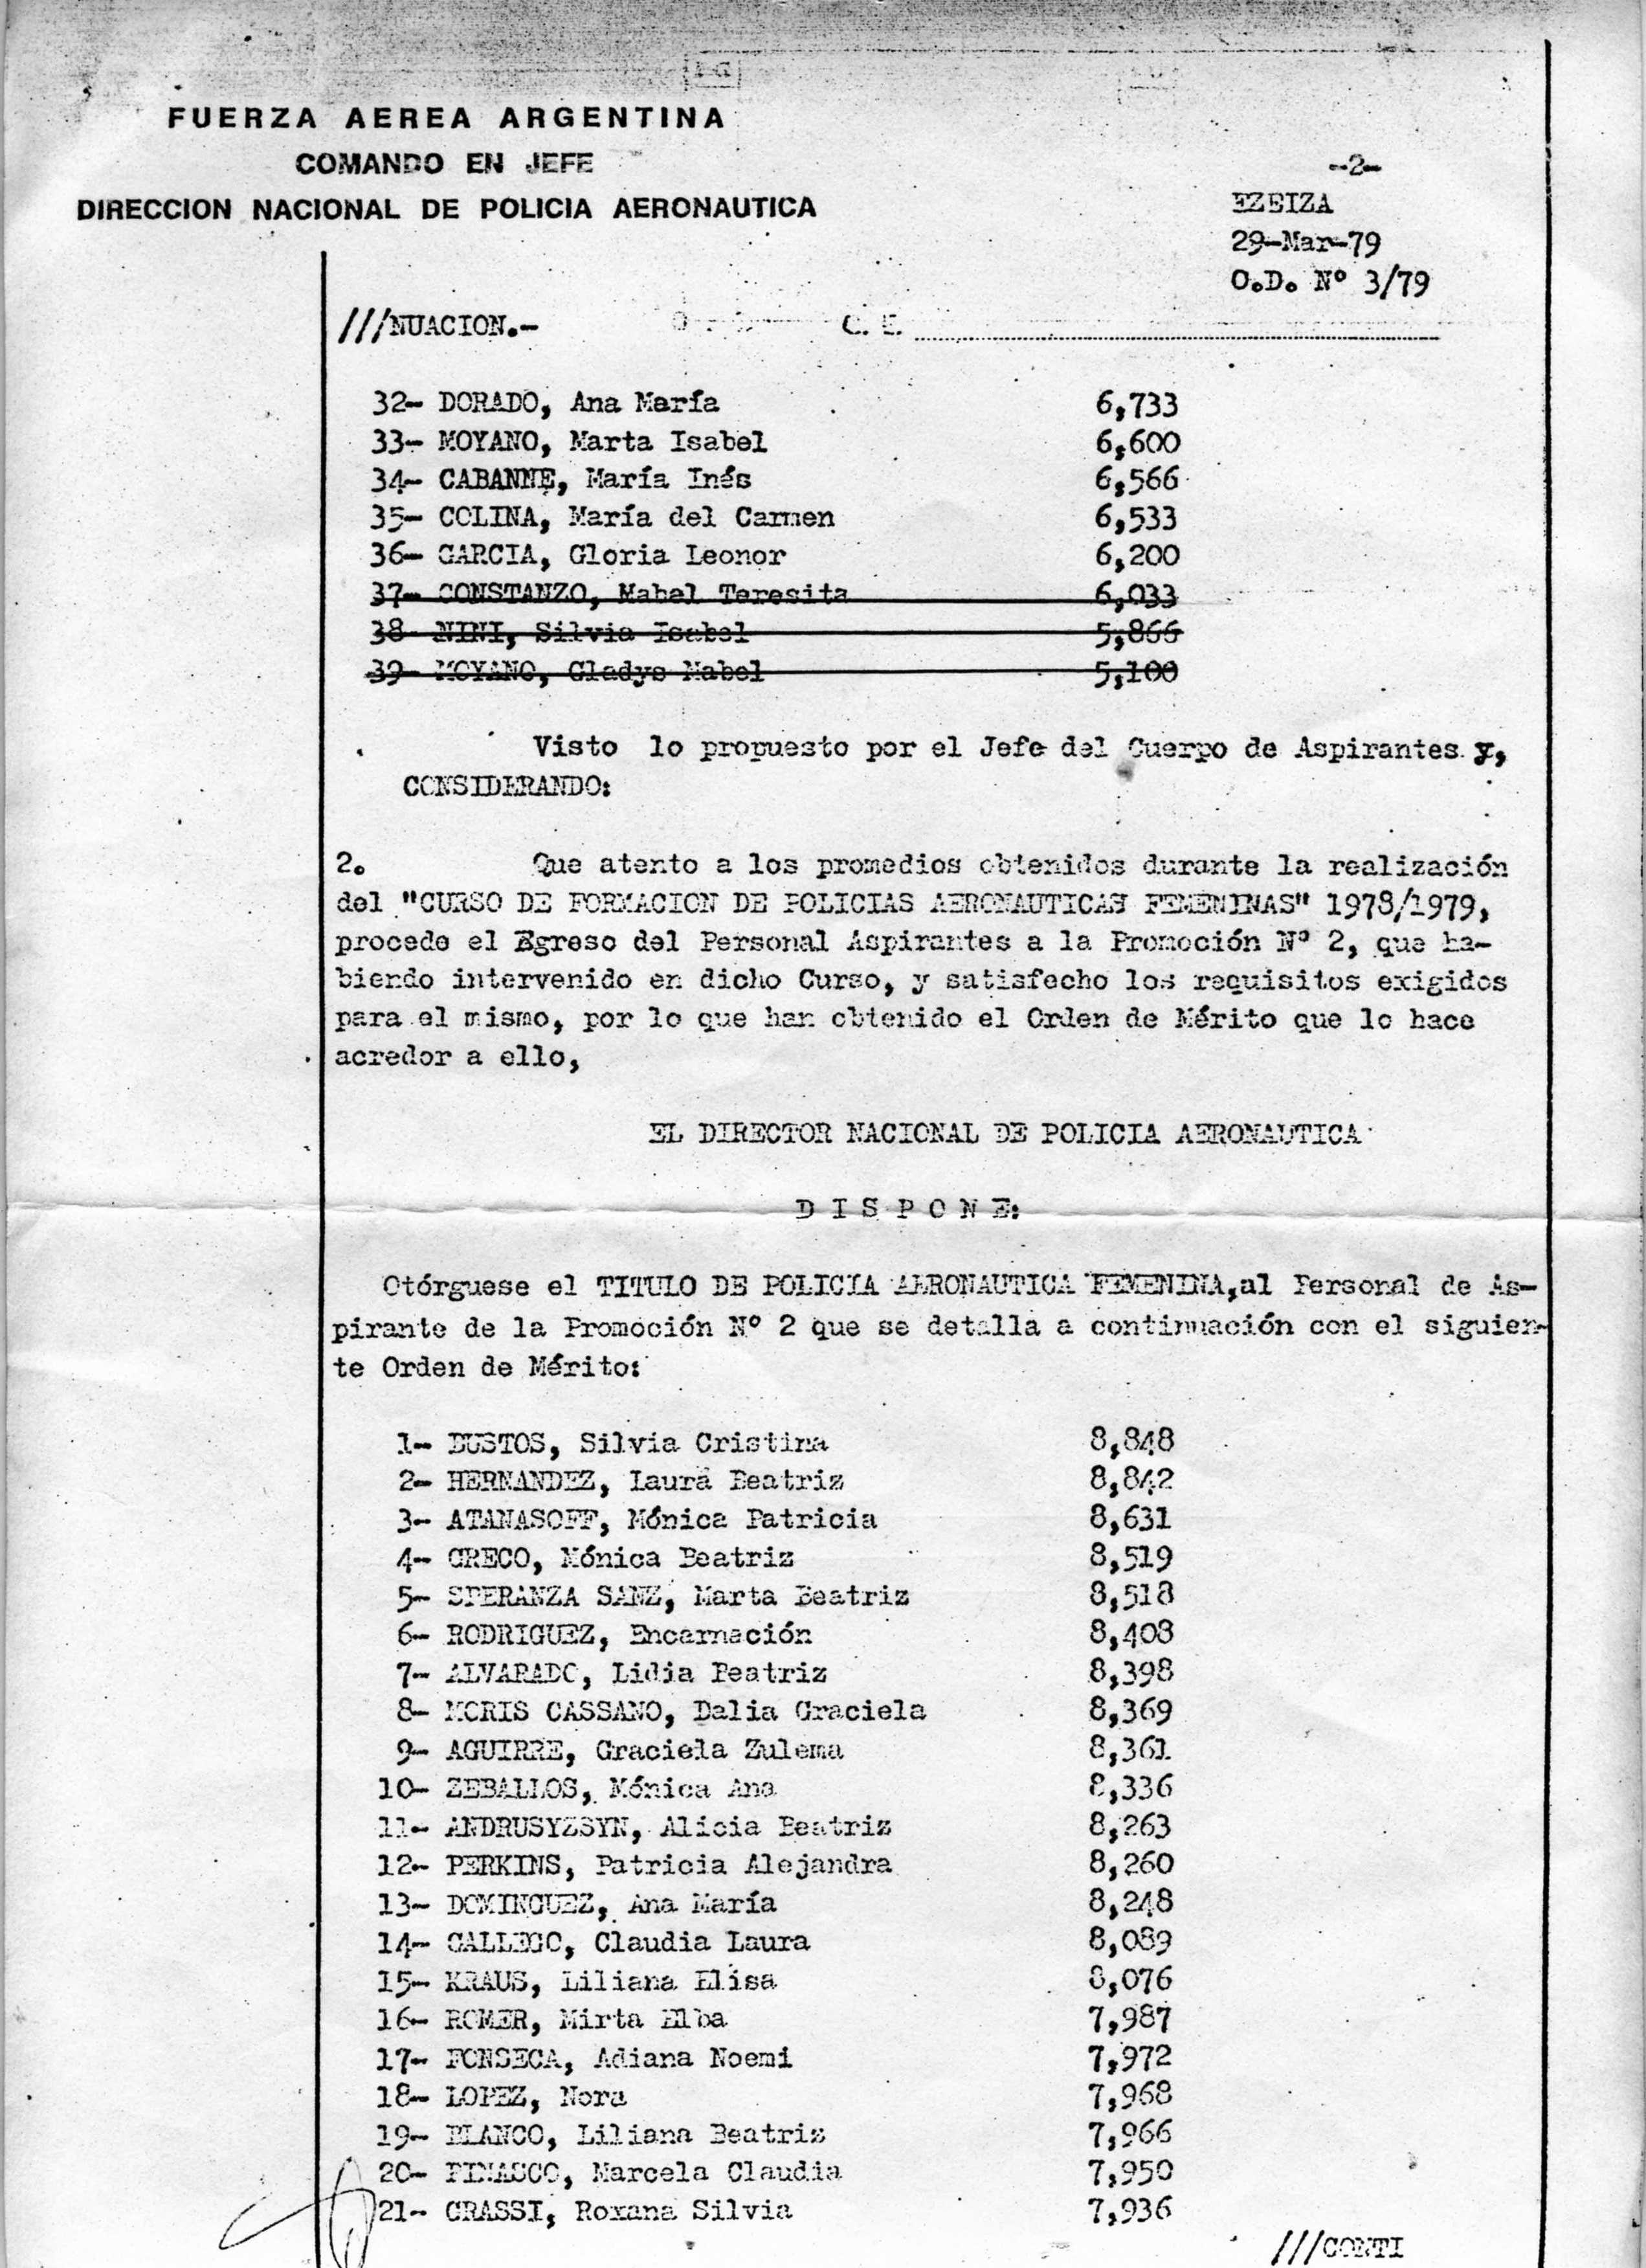 FUERZA AEREA ARGENTINA
COMANDO EN JEFE
DIRECCION NACIONAL DE POLICIA AERONAUTICA
-2-
EZEIZA
29-Mar-79
O.D. Nº 3/79
///NUACION.-
C. E.
32- DORADO, Ana María 6,733
33- MOYANO, Marta Isabel 6,600
34- CABANNE, María Inés 6,566
35- COLINA, María del Carmen 6,533
36- GARCIA, Gloria Leonor 6,200
37- CONSTANZO, Mabel Teresita 6,033
38- NINI, Silvia Isabel 5,866
39- MOYANO, Gladys Mabel 5,100
Visto lo propuesto por el Jefe del Cuerpo de Aspirantes y,
CONSIDERANDO:
2. Que atento a los promedios obtenidos durante la realización
del "CURSO DE FORMACION DE POLICIAS AERONAUTICAS FEMENINAS" 1978/1979,
procede el Egreso del Personal Aspirantes a la Promoción Nº 2, que ha-
biendo intervenido en dicho Curso, y satisfecho los requisitos exigidos
para el mismo, por lo que han obtenido el Orden de Mérito que lo hace
acredor a ello,
EL DIRECTOR NACIONAL DE POLICIA AERONAUTICA
D I S P O N E:
Otórguese el TITULO DE POLICIA AERONAUTICA FEMENINA,al Personal de As-
pirante de la Promoción Nº 2 que se detalla a continuación con el siguien-
te Orden de Mérito:
1- BUSTOS, Silvia Cristina 8,848
2- HERNANDEZ, Laura Beatriz 8,842
3- ATANASOFF, Mónica Patricia 8,631
4- GRECO, Mónica Beatriz 8,519
5- SPERANZA SANZ, Marta Beatriz 8,518
6- RODRIGUEZ, Encarnación 8,408
7- ALVARADO, Lidia Beatriz 8,398
8- MORIS CASSANO, Dalia Graciela 8,369
9- AGUIRRE, Graciela Zulema 8,361
10- ZEBALLOS, Mónica Ana 8,336
11- ANDRUSYZSYN, Alicia Beatriz 8,263
12- PERKINS, Patricia Alejandra 8,260
13- DOMINGUEZ, Ana María 8,248
14- GALLEGO, Claudia Laura 8,089
15- KRAUS, Liliana Elisa 8,076
16- ROMER, Mirta Elba 7,987
17- FONSECA, Adiana Noemi 7,972
18- LOPEZ, Nora 7,968
19- BLANCO, Liliana Beatriz 7,966
20- PINASCO, Marcela Claudia 7,950
21- GRASSI, Roxana Silvia 7,936
///CONTI